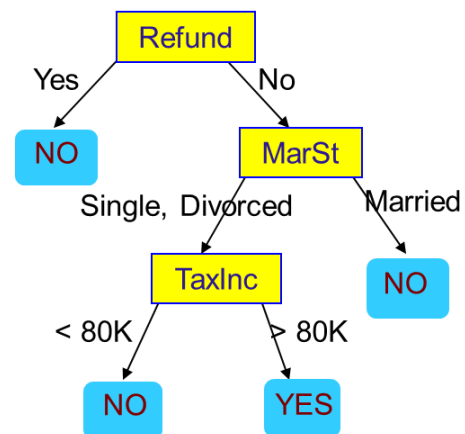 Refund
Yes
No
NO
MarSt
Single, Divorced
Married
TaxInc
NO
< 80K
> 80K
NO
YES